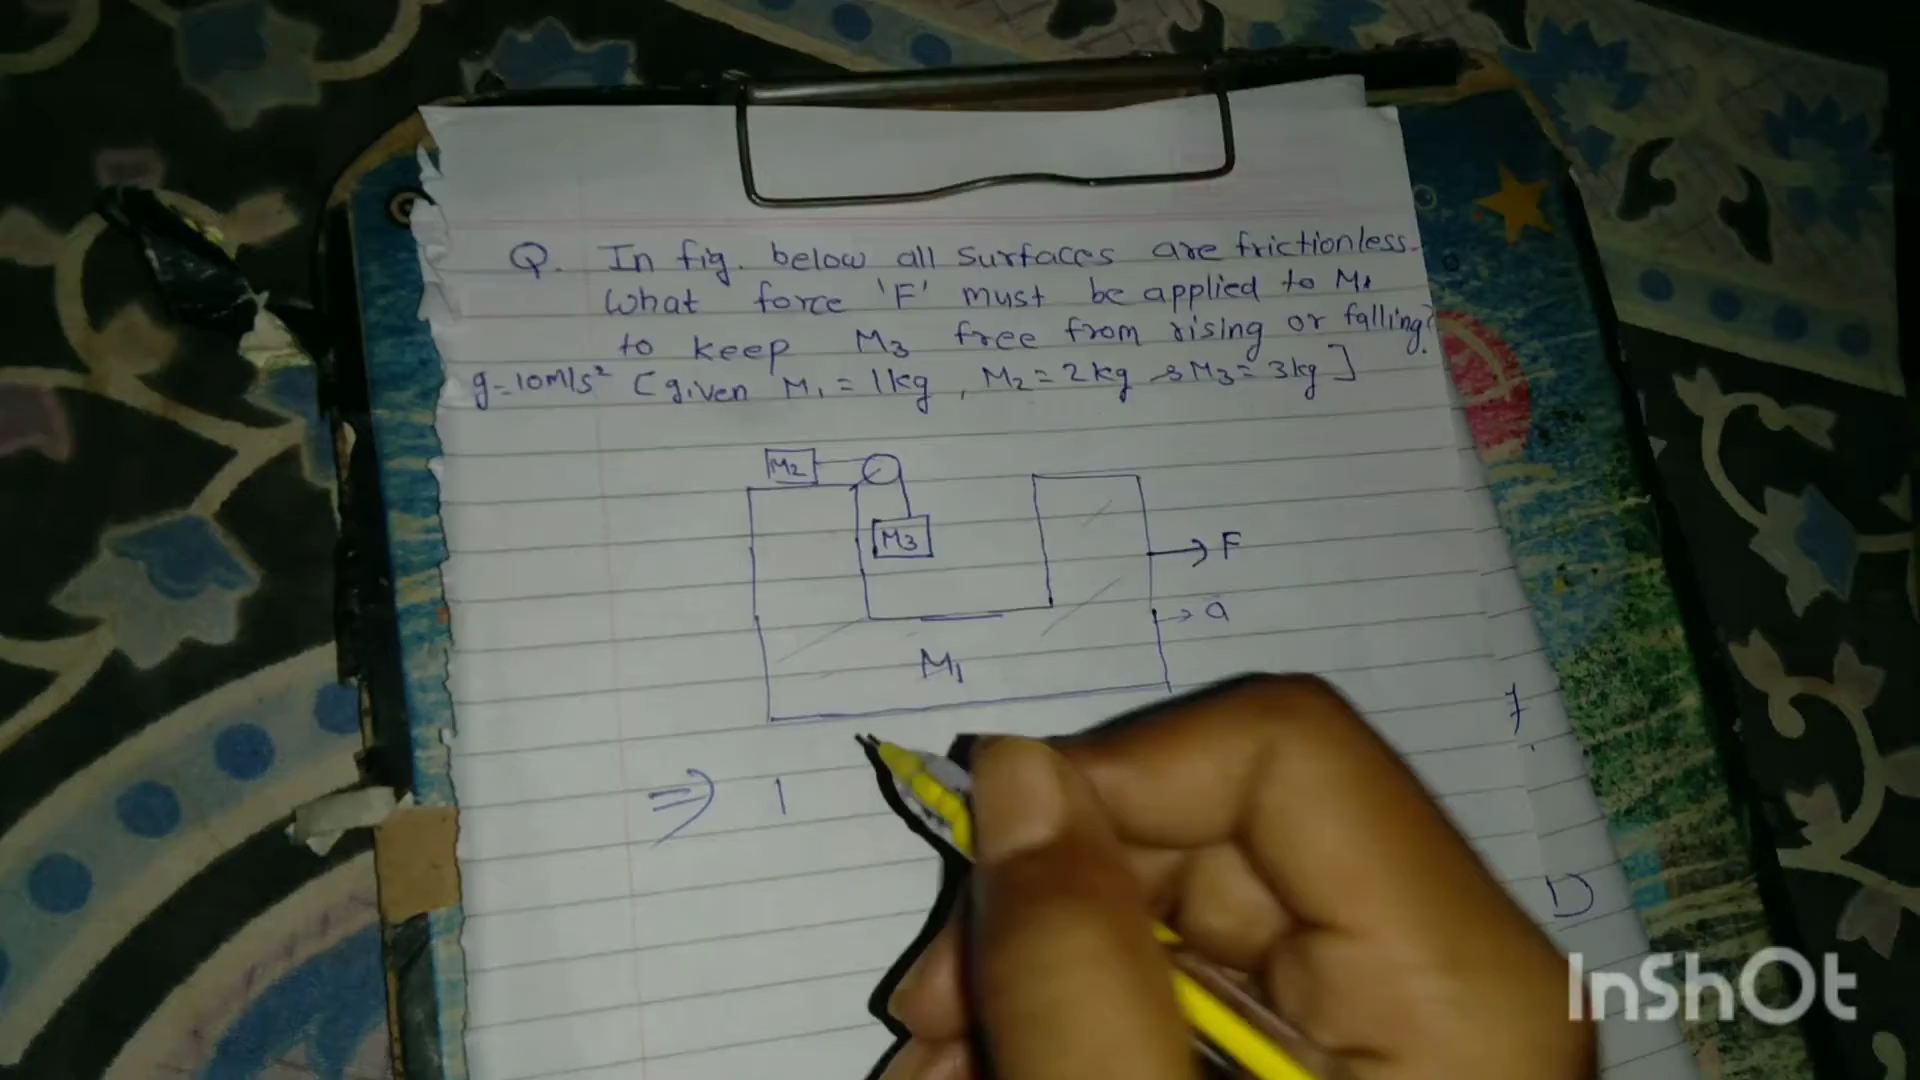 Q. In fig. below all surfaces are frictionless.
What force 'F' must be applied to M1
to keep M3 free from rising or falling?
g=10m/s² [given M1 = 1kg, M2 = 2kg & M3 = 3kg]
M2
M3
F
a
M1
⇒ 1
D
InShOt